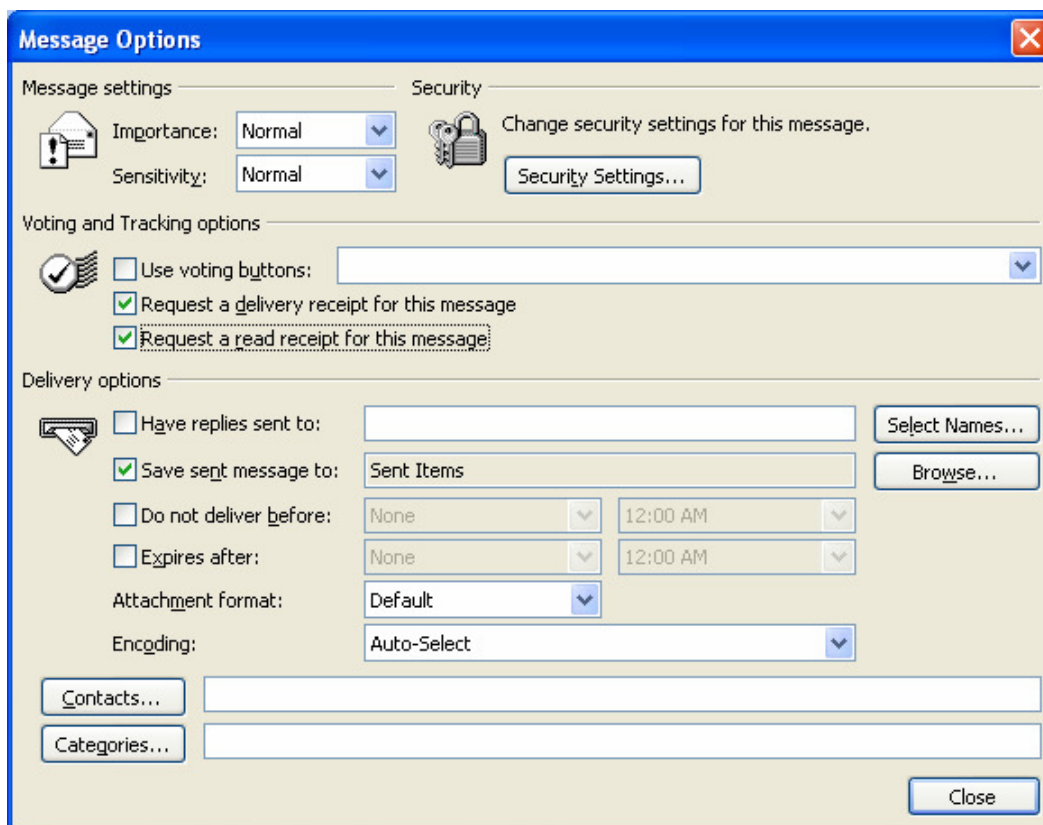 Message Options
Message settings
Security
Importance:
Normal
Change security settings for this message.
Sensitivity:
Normal
Security Settings...
Voting and Tracking options
Use voting buttons:
Request a delivery receipt for this message
Request a read receipt for this message
Delivery options
Have replies sent to:
Select Names...
Save sent message to:
Sent Items
Browse...
Do not deliver before:
None
12:00 AM
Expires after:
None
12:00 AM
Attachment format:
Default
Encoding:
Auto-Select
Contacts...
Categories...
Close